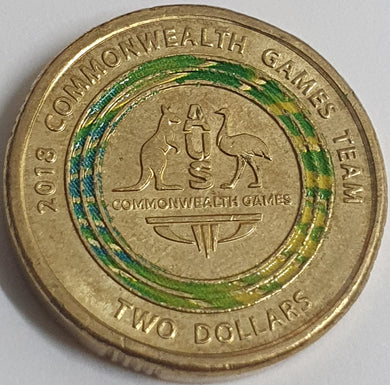 2018 COMMONWEALTH GAMES TEAM
AUS
COMMONWEALTH GAMES
TWO DOLLARS